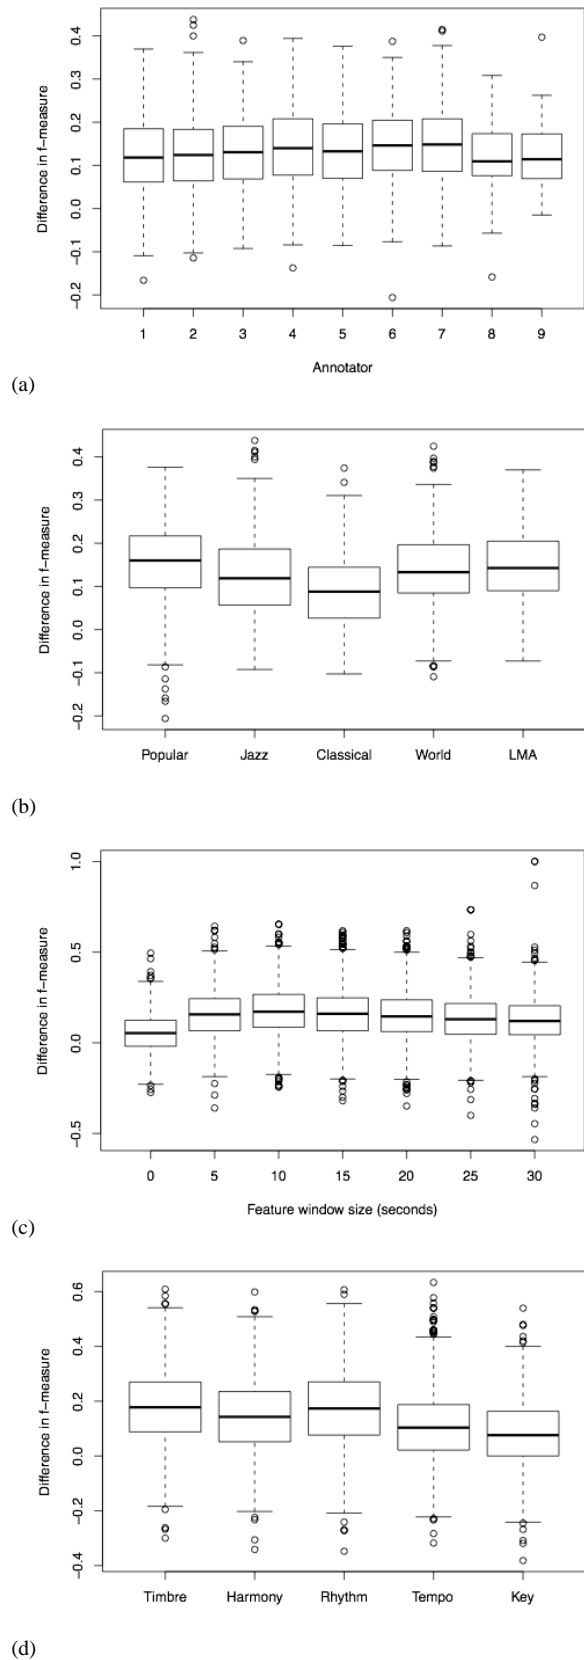 Difference in f-measure
-0.2 -0.1 0.0 0.1 0.2 0.3 0.4
1 2 3 4 5 6 7 8 9
Annotator
(a)
Difference in f-measure
-0.2 -0.1 0.0 0.1 0.2 0.3 0.4
Popular Jazz Classical World LMA
(b)
Difference in f-measure
-0.5 0.0 0.5 1.0
0 5 10 15 20 25 30
Feature window size (seconds)
(c)
Difference in f-measure
-0.4 -0.2 0.0 0.2 0.4 0.6
Timbre Harmony Rhythm Tempo Key
(d)